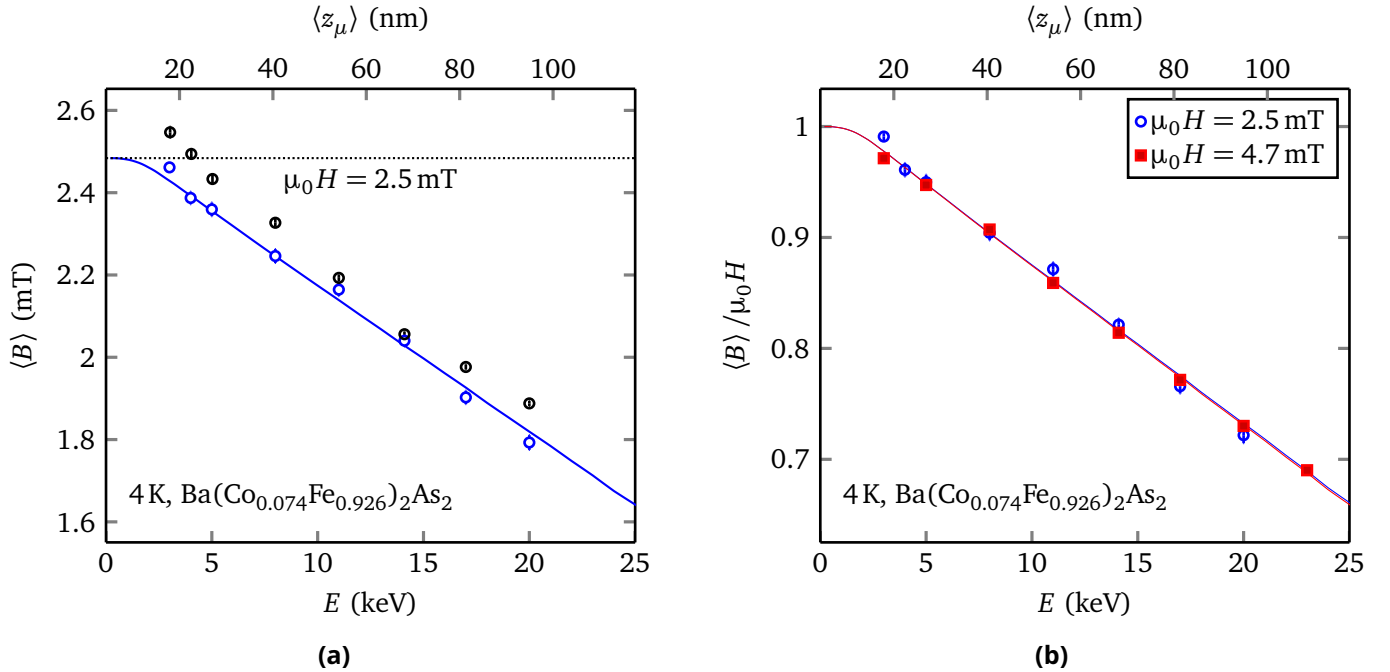 ⟨z_μ⟩ (nm)
20 40 60 80 100
2.6
2.4
2.2
2
1.8
1.6
⟨B⟩ (mT)
μ₀H = 2.5 mT
4 K, Ba(Co₀.₀₇₄Fe₀.₉₂₆)₂As₂
0 5 10 15 20 25
E (keV)
(a)
⟨z_μ⟩ (nm)
20 40 60 80 100
1
0.9
0.8
0.7
⟨B⟩ /μ₀H
μ₀H = 2.5 mT
μ₀H = 4.7 mT
4 K, Ba(Co₀.₀₇₄Fe₀.₉₂₆)₂As₂
0 5 10 15 20 25
E (keV)
(b)